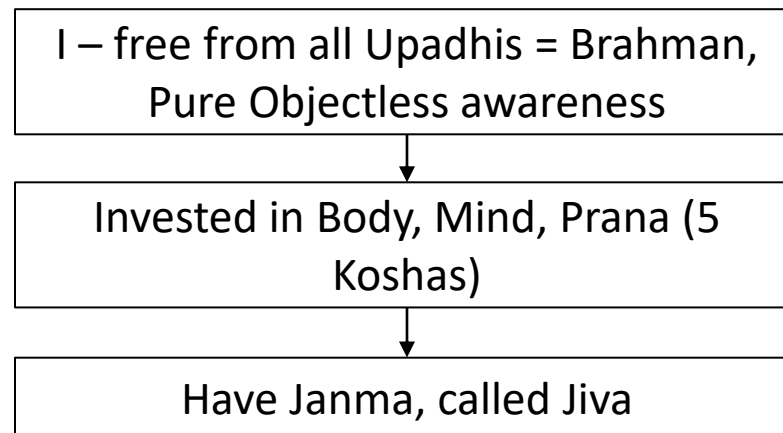 I – free from all Upadhis = Brahman,
Pure Objectless awareness
Invested in Body, Mind, Prana (5
Koshas)
Have Janma, called Jiva